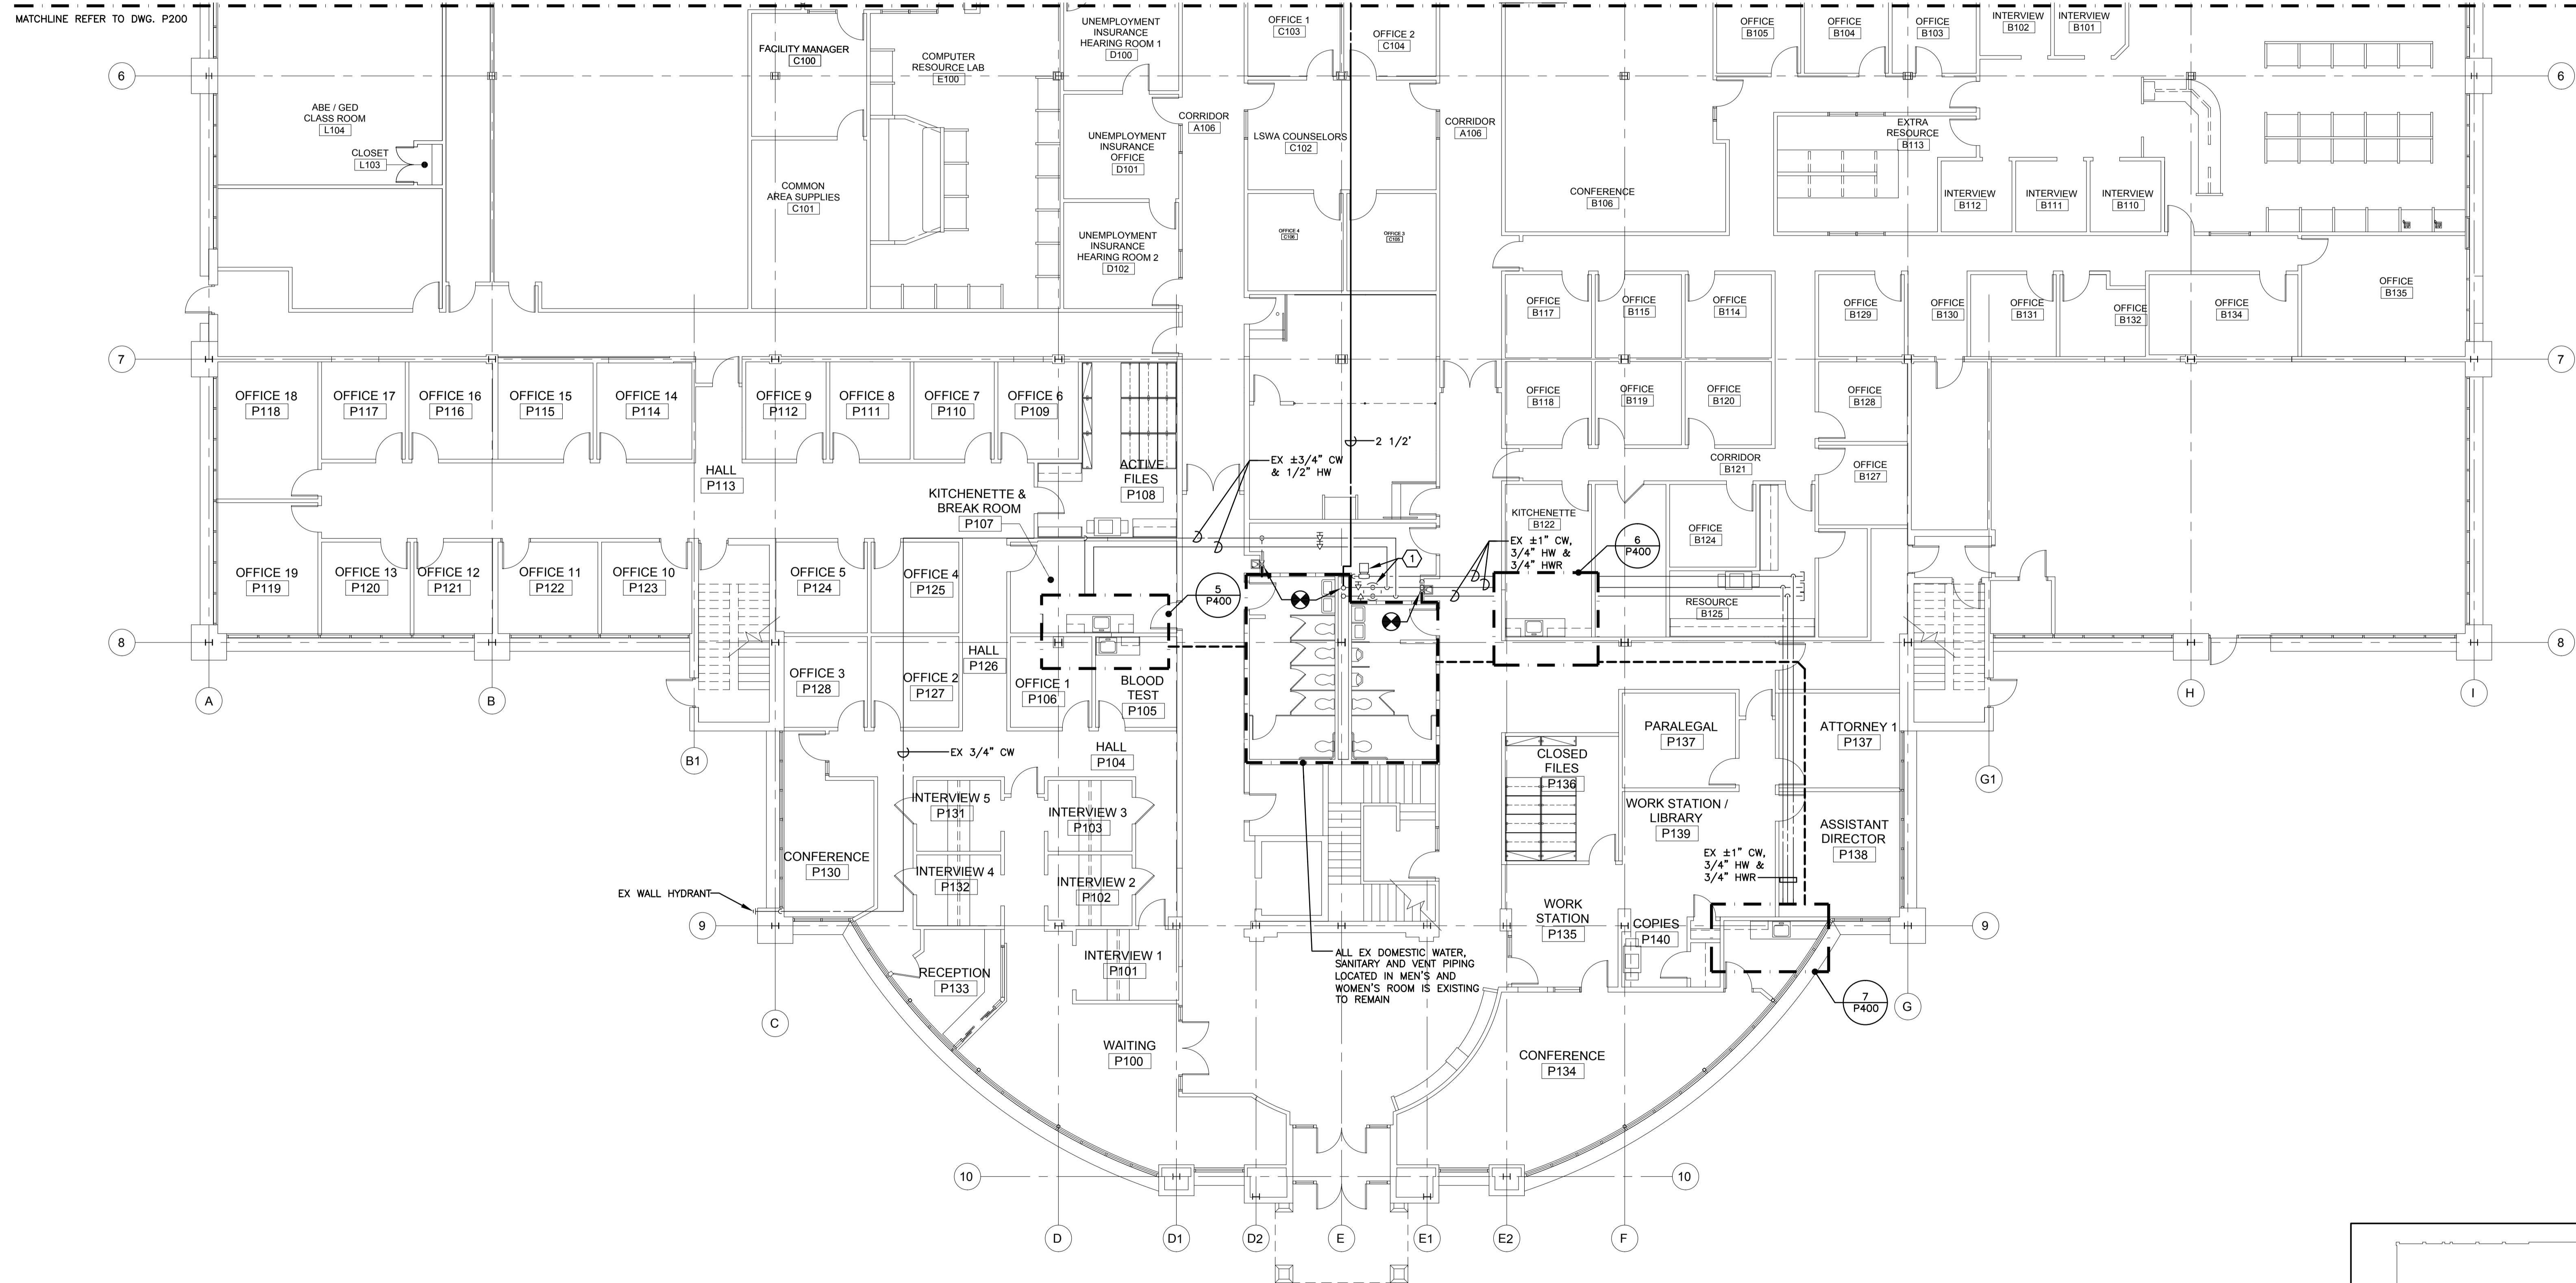 MATCHLINE REFER TO DWG. P200
OFFICE 1
C103
OFFICE 2
C104
UNEMPLOYMENT
INSURANCE
HEARING ROOM 1
D100
FACILITY MANAGER
C100
COMPUTER
RESOURCE LAB
E100
OFFICE
B105
OFFICE
B104
OFFICE
B103
INTERVIEW
B102
INTERVIEW
B101
6
6
ABE / GED
CLASS ROOM
L104
CLOSET
L103
CORRIDOR
A106
CORRIDOR
A106
UNEMPLOYMENT
INSURANCE
OFFICE
D101
LSWA COUNSELORS
C102
EXTRA
RESOURCE
B113
COMMON
AREA SUPPLIES
C101
CONFERENCE
B106
INTERVIEW
B112
INTERVIEW
B111
INTERVIEW
B110
UNEMPLOYMENT
INSURANCE
HEARING ROOM 2
D102
OFFICE 4
C106
OFFICE 3
C105
OFFICE
B117
OFFICE
B115
OFFICE
B114
OFFICE
B129
OFFICE
B130
OFFICE
B131
OFFICE
B132
OFFICE
B134
OFFICE
B135
7
7
OFFICE 18
P118
OFFICE 17
P117
OFFICE 16
P116
OFFICE 15
P115
OFFICE 14
P114
OFFICE 9
P112
OFFICE 8
P111
OFFICE 7
P110
OFFICE 6
P109
OFFICE
B118
OFFICE
B119
OFFICE
B120
OFFICE
B128
2 1/2'
HALL
P113
ACTIVE
FILES
P108
EX ±3/4" CW
& 1/2" HW
CORRIDOR
B121
OFFICE
B127
KITCHENETTE &
BREAK ROOM
P107
KITCHENETTE
B122
OFFICE
B124
EX ±1" CW,
3/4" HW &
3/4" HWR
6
P400
1
OFFICE 19
P119
OFFICE 13
P120
OFFICE 12
P121
OFFICE 11
P122
OFFICE 10
P123
OFFICE 5
P124
OFFICE 4
P125
5
P400
RESOURCE
B125
8
8
HALL
P126
OFFICE 3
P128
OFFICE 2
P127
OFFICE 1
P106
BLOOD
TEST
P105
A
B
H
I
PARALEGAL
P137
ATTORNEY 1
P137
EX 3/4" CW
HALL
P104
B1
CLOSED
FILES
P136
G1
INTERVIEW 5
P131
INTERVIEW 3
P103
WORK STATION /
LIBRARY
P139
ASSISTANT
DIRECTOR
P138
CONFERENCE
P130
INTERVIEW 4
P132
INTERVIEW 2
P102
EX ±1" CW,
3/4" HW &
3/4" HWR
EX WALL HYDRANT
9
9
WORK
STATION
P135
COPIES
P140
INTERVIEW 1
P101
ALL EX DOMESTIC WATER,
SANITARY AND VENT PIPING
LOCATED IN MEN'S AND
WOMEN'S ROOM IS EXISTING
TO REMAIN
RECEPTION
P133
7
P400
G
C
WAITING
P100
CONFERENCE
P134
10
10
D
D1
D2
E
E1
E2
F